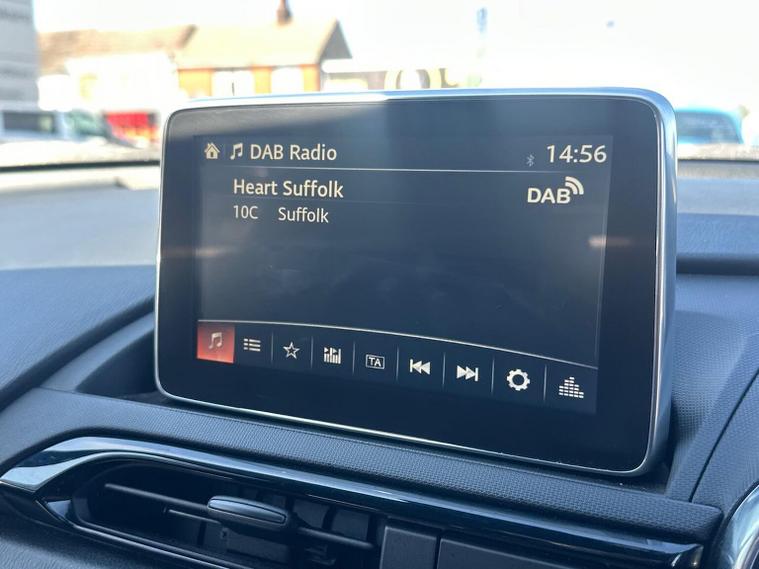 DAB Radio 14:56
Heart Suffolk DAB
10C Suffolk
TA